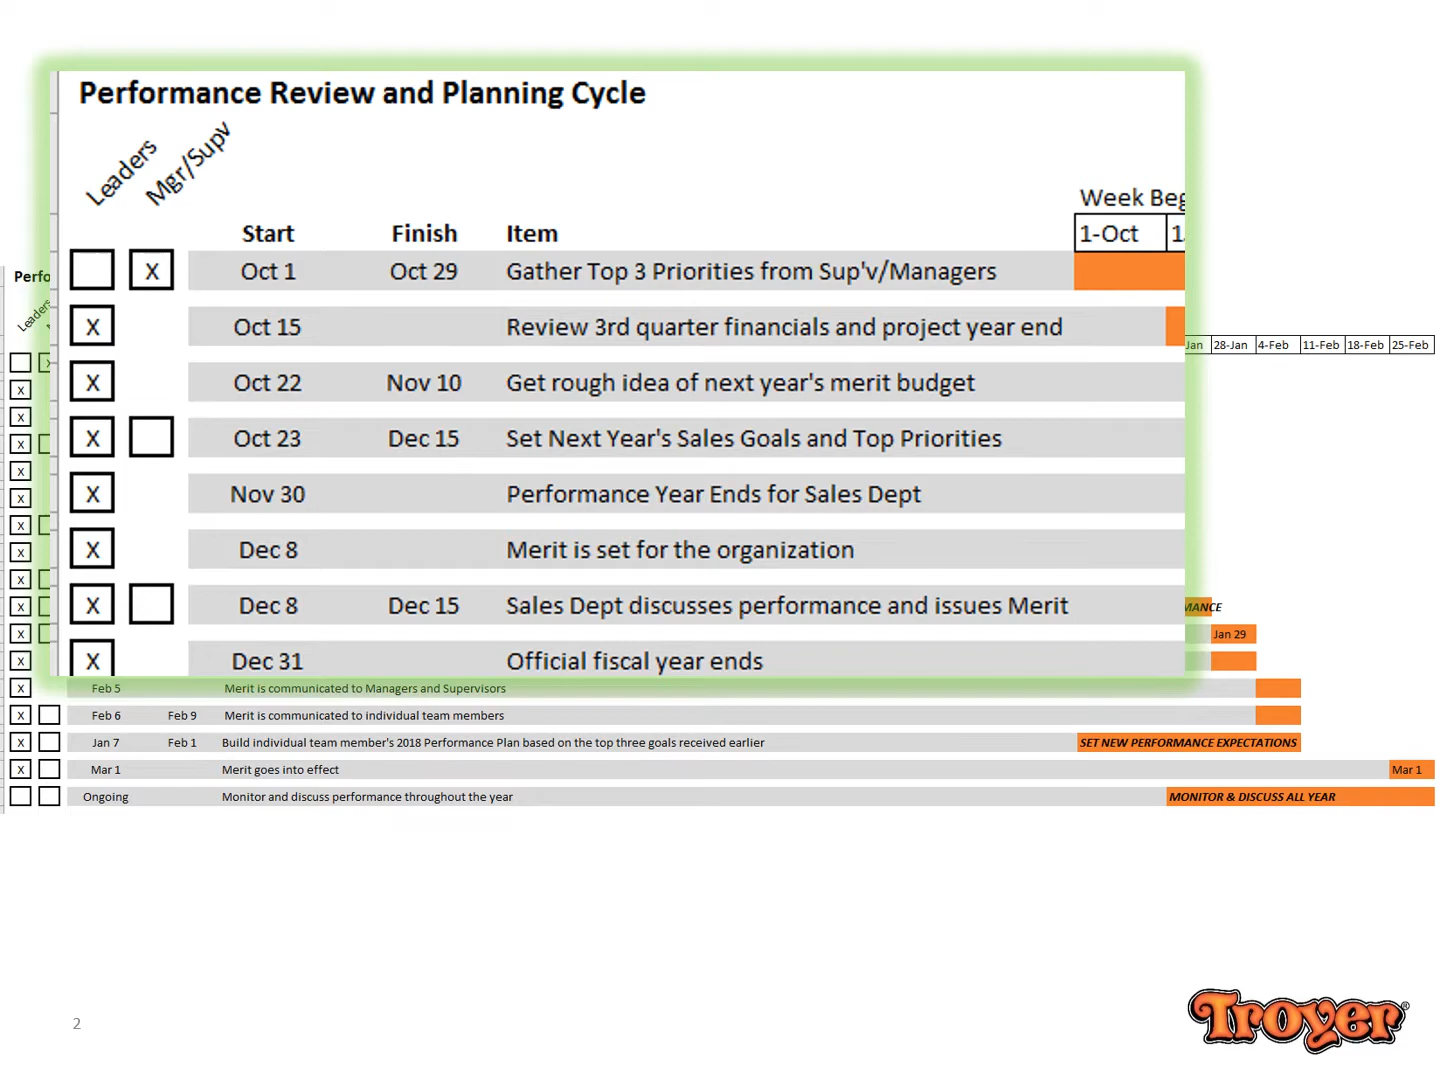 Performance Review and Planning Cycle
Leaders
Mgr/Supv
Week Beg
Start Finish Item 1-Oct 1
X Oct 1 Oct 29 Gather Top 3 Priorities from Sup'v/Managers
X Oct 15 Review 3rd quarter financials and project year end
X Oct 22 Nov 10 Get rough idea of next year's merit budget
X Oct 23 Dec 15 Set Next Year's Sales Goals and Top Priorities
X Nov 30 Performance Year Ends for Sales Dept
X Dec 8 Merit is set for the organization
X Dec 8 Dec 15 Sales Dept discusses performance and issues Merit
X Dec 31 Official fiscal year ends
Perfo
Leaders
Jan 28-Jan 4-Feb 11-Feb 18-Feb 25-Feb
X
X
X
X
X
X
X
X
X MANCE
X Jan 29
X
X Feb 5 Merit is communicated to Managers and Supervisors
X Feb 6 Feb 9 Merit is communicated to individual team members
X Jan 7 Feb 1 Build individual team member's 2018 Performance Plan based on the top three goals received earlier SET NEW PERFORMANCE EXPECTATIONS
X Mar 1 Merit goes into effect Mar 1
Ongoing Monitor and discuss performance throughout the year MONITOR & DISCUSS ALL YEAR
2
Troyer®